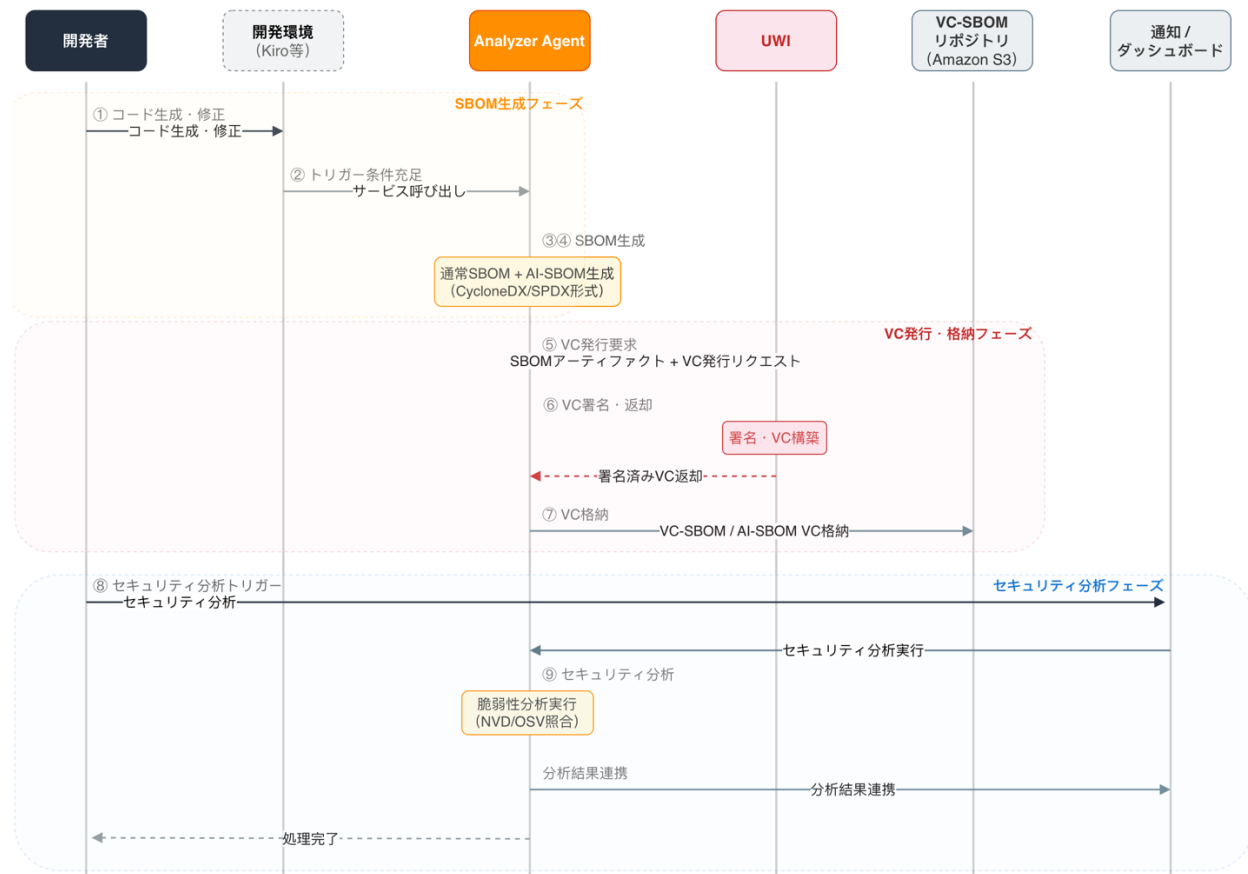 開発者
開発環境
（Kiro等）
Analyzer Agent
UWI
VC-SBOM
リポジトリ
（Amazon S3）
通知 /
ダッシュボード
SBOM生成フェーズ
① コード生成・修正
コード生成・修正
② トリガー条件充足
サービス呼び出し
③④ SBOM生成
通常SBOM + AI-SBOM生成
（CycloneDX/SPDX形式）
VC発行・格納フェーズ
⑤ VC発行要求
SBOMアーティファクト + VC発行リクエスト
⑥ VC署名・返却
署名・VC構築
署名済みVC返却
⑦ VC格納
VC-SBOM / AI-SBOM VC格納
⑧ セキュリティ分析トリガー
セキュリティ分析フェーズ
セキュリティ分析
セキュリティ分析実行
⑨ セキュリティ分析
脆弱性分析実行
（NVD/OSV照合）
分析結果連携
分析結果連携
処理完了